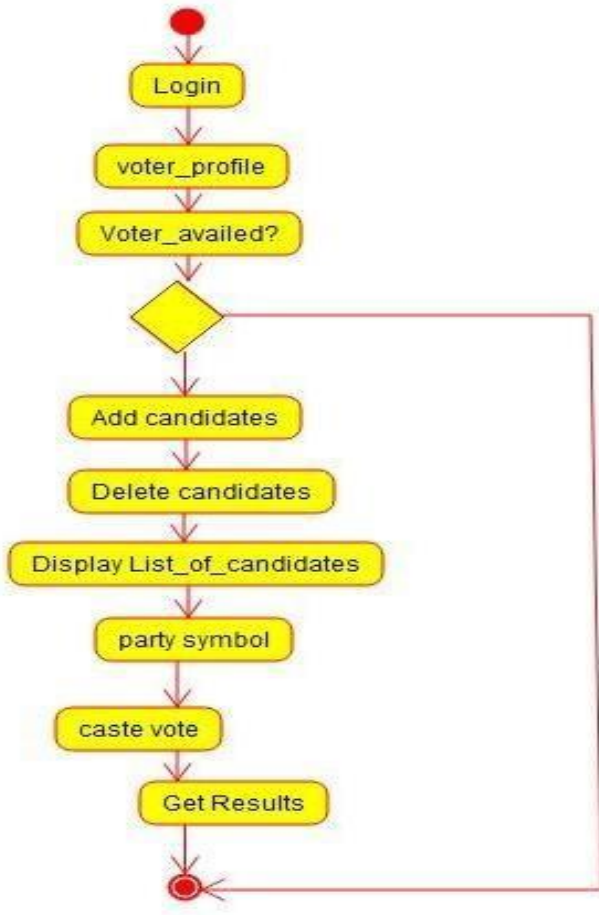 Login
voter_profile
Voter_availed?
Add candidates
Delete candidates
Display List_of_candidates
party symbol
caste vote
Get Results